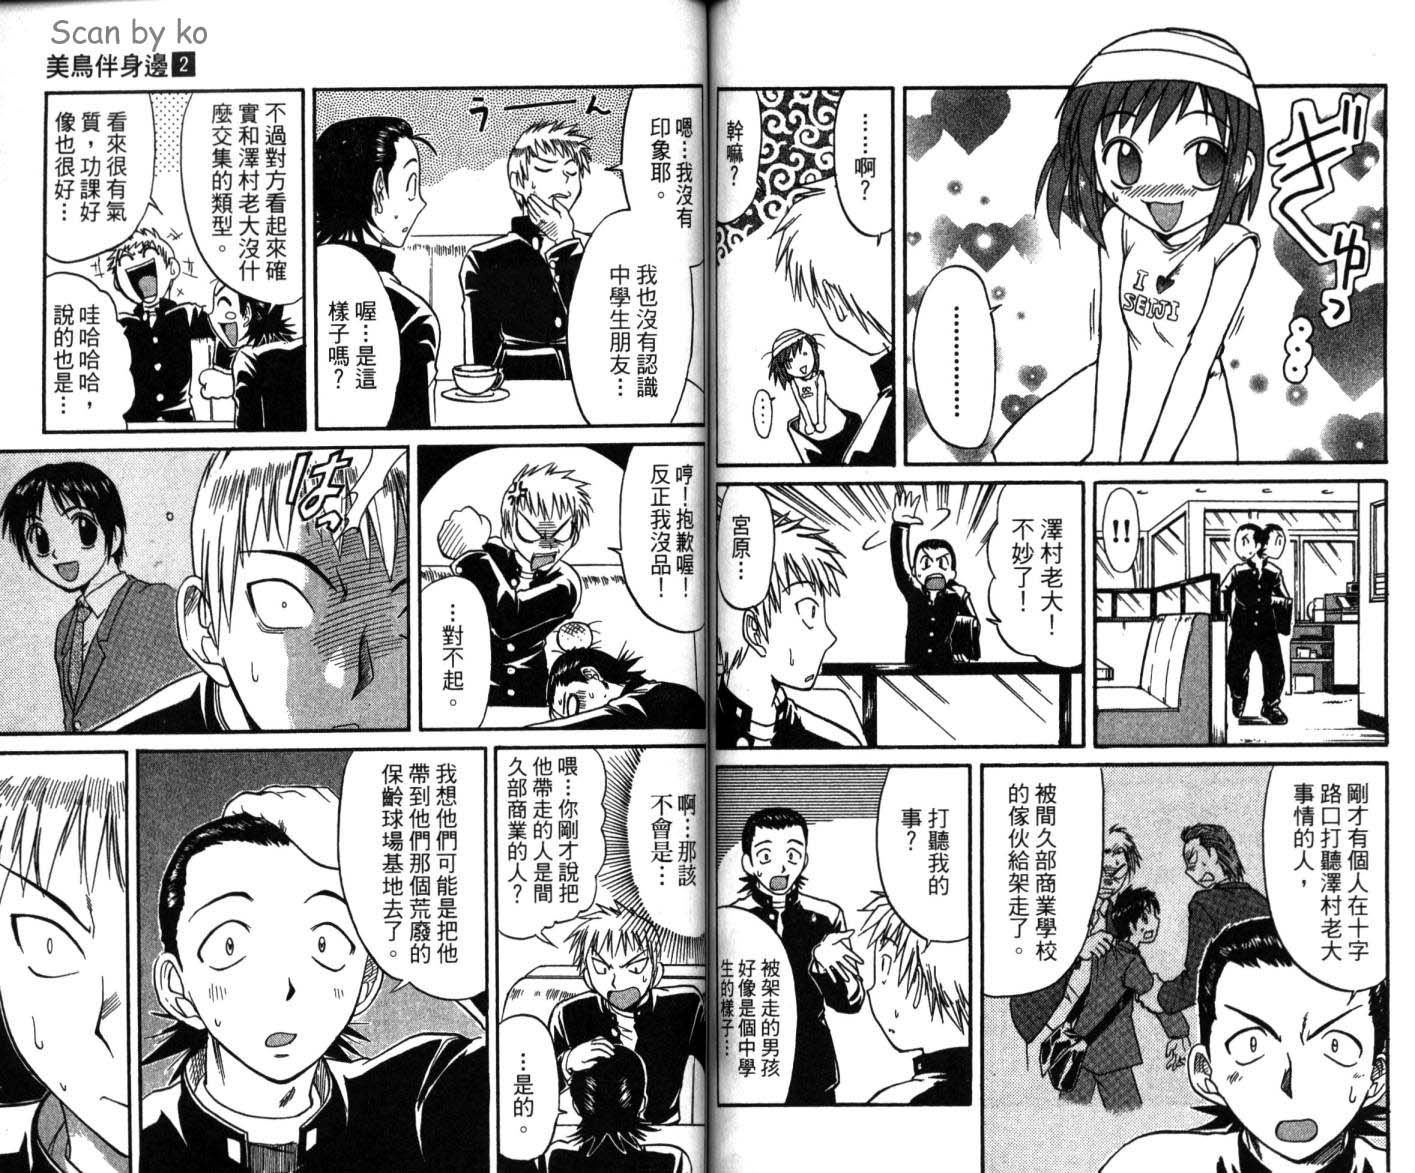 Scan by ko
美鳥伴身邊2
ぎゅっ
…
I ♥
SEIJI
…………
……啊?
幹嘛?
…
!!
澤村老大!
不妙了!
宮原…
剛才有個人在十字
路口打聽澤村老大
事情的人,
被間久部商業學校
的傢伙給架走了。
打聽我的
事?
被架走的男孩
好像是個中學
生的樣子…
嗯…我沒有
印象耶。
我也沒有認識
中學生朋友…
うーーん
喔…是這
樣子嗎?
不過對方看起來確
實和澤村老大沒什
麼交集的類型。
看來很有氣
質,功課好
像也很好…
哇哈哈哈,
說的也是…
哼!抱歉喔!
反正我沒品!
…對不起。
はっ
啊…那該
不會是…
喂…你剛才說把
他帶走的人是間
久部商業的人?
…是的。
我想他們可能是把他
帶到他們那個荒廢的
保齡球場基地去了。